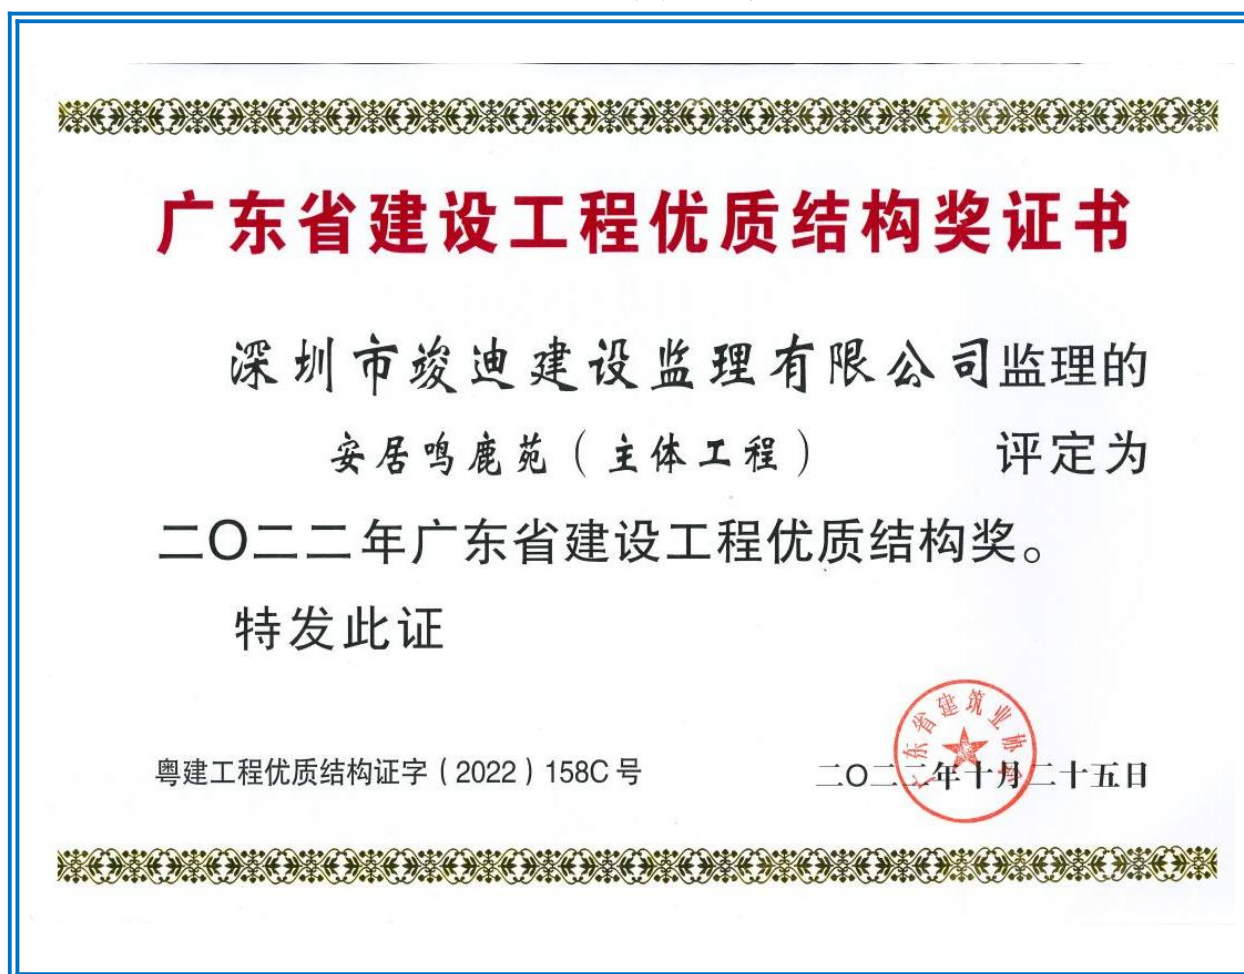 广东省建设工程优质结构奖证书
深圳市竣迪建设监理有限公司监理的
安居鸣鹿苑（主体工程） 评定为
二〇二二年广东省建设工程优质结构奖。
特发此证
广东省建筑业协会
粤建工程优质结构证字（2022）158C 号
二〇二二年十月二十五日